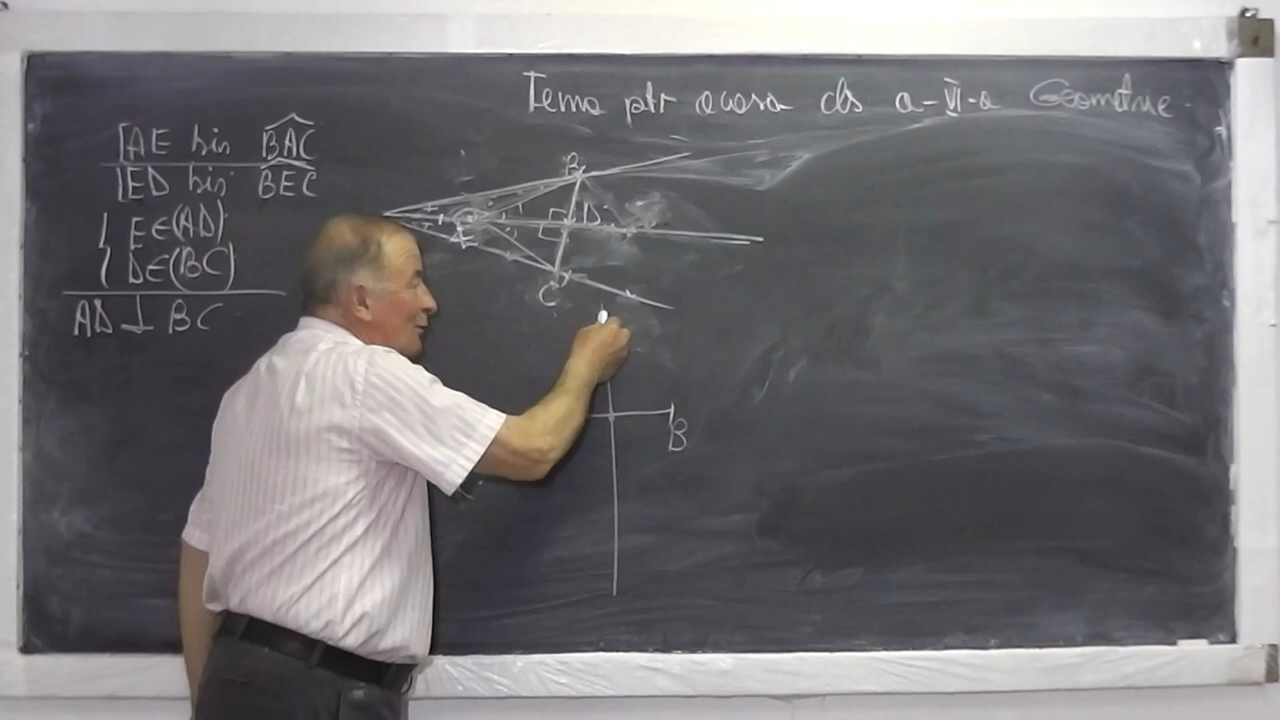 Tema ptr acasa cls a-VI-a Geometrie
[AE bis BAC
[ED bis BEC
E∈(AD)
D∈(BC)
AD ⊥ BC
B
D
E
C
B